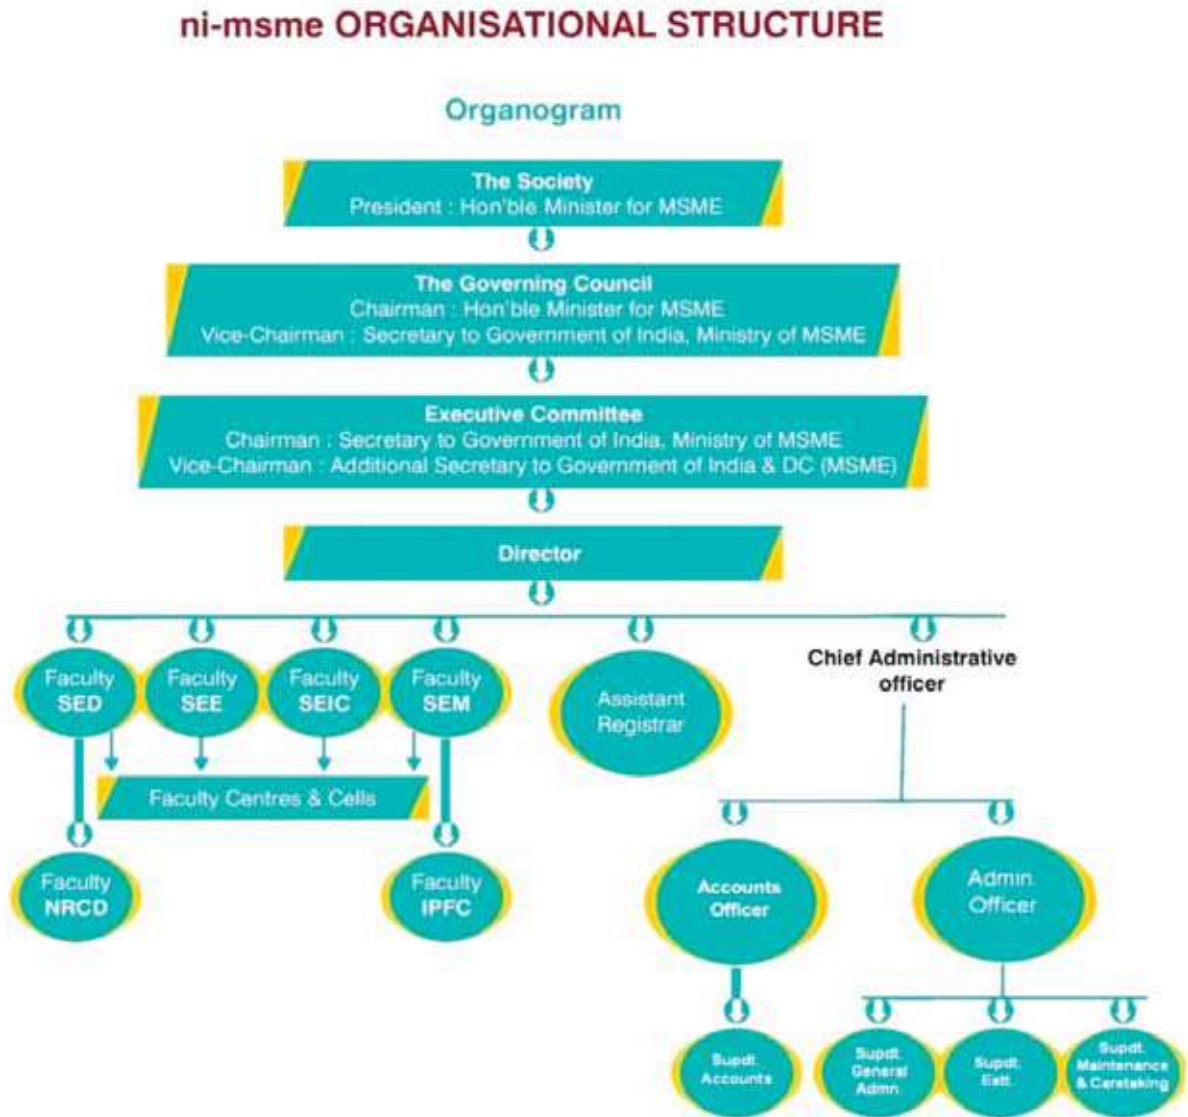 ni-msme ORGANISATIONAL STRUCTURE
Organogram
The Society
President : Hon'ble Minister for MSME
The Governing Council
Chairman : Hon'ble Minister for MSME
Vice-Chairman : Secretary to Government of India, Ministry of MSME
Executive Committee
Chairman : Secretary to Government of India, Ministry of MSME
Vice-Chairman : Additional Secretary to Government of India & DC (MSME)
Director
Faculty
SED
Faculty
SEE
Faculty
SEIC
Faculty
SEM
Assistant
Registrar
Chief Administrative
officer
Faculty Centres & Cells
Faculty
NRCD
Faculty
IPFC
Accounts
Officer
Admin.
Officer
Supdt.
Accounts
Supdt.
General
Admn.
Supdt.
Estt.
Supdt.
Maintenance
& Caretaking